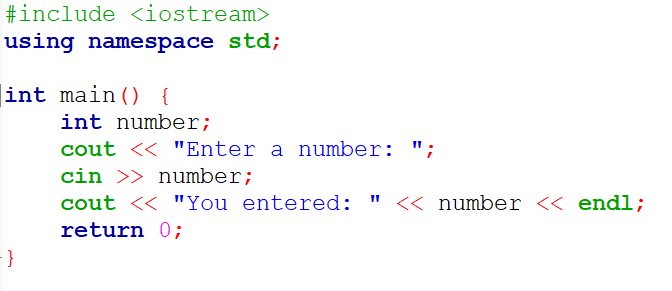 #include <iostream>
using namespace std;

int main() {
    int number;
    cout << "Enter a number: ";
    cin >> number;
    cout << "You entered: " << number << endl;
    return 0;
}